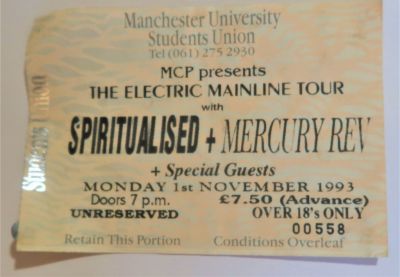 Manchester University
Students Union
Tel (061) 275 2930
MCP presents
THE ELECTRIC MAINLINE TOUR
with
SPIRITUALISED + MERCURY REV
+ Special Guests
MONDAY 1st NOVEMBER 1993
Doors 7 p.m. £7.50 (Advance)
UNRESERVED OVER 18's ONLY
00558
Retain This Portion Conditions Overleaf
Students Union